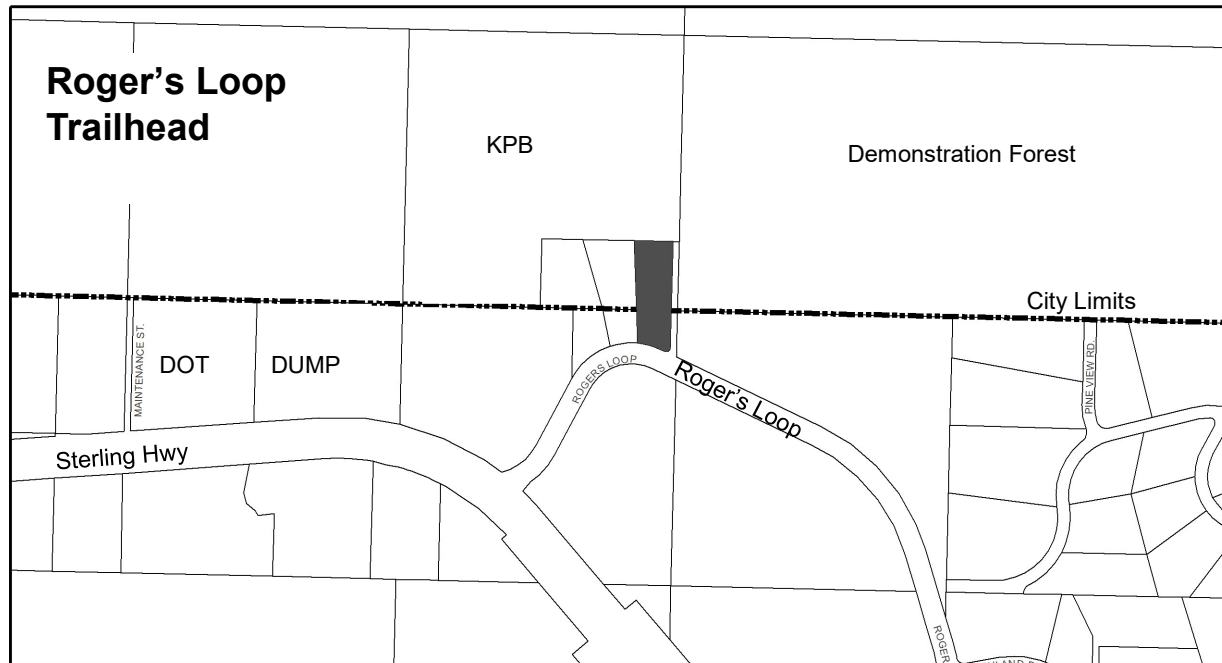 Roger’s Loop
Trailhead
KPB
Demonstration Forest
City Limits
MAINTENANCE ST.
DOT
DUMP
ROGERS LOOP
Roger’s Loop
PINE VIEW RD.
Sterling Hwy
ROGER